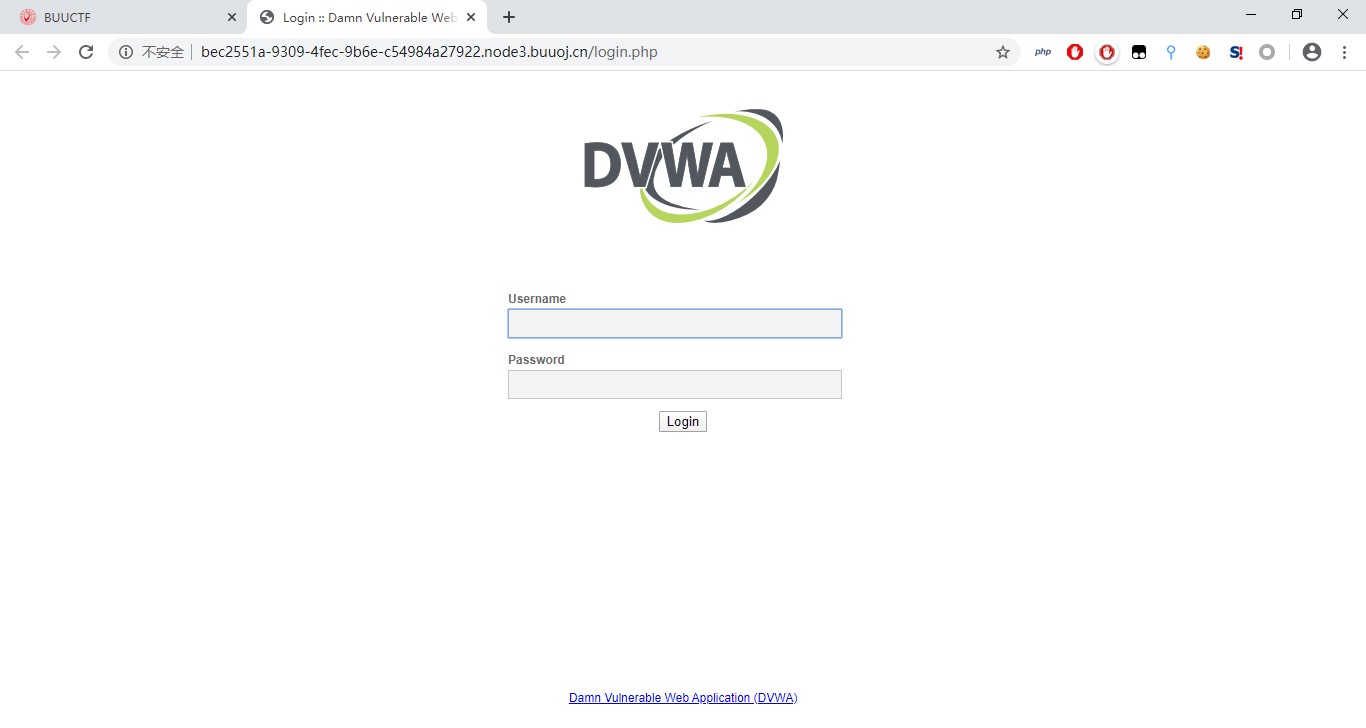 BUUCTF
Login :: Damn Vulnerable Web
不安全
bec2551a-9309-4fec-9b6e-c54984a27922.node3.buuoj.cn/login.php
php
S!
DVWA
Username
Password
Login
Damn Vulnerable Web Application (DVWA)